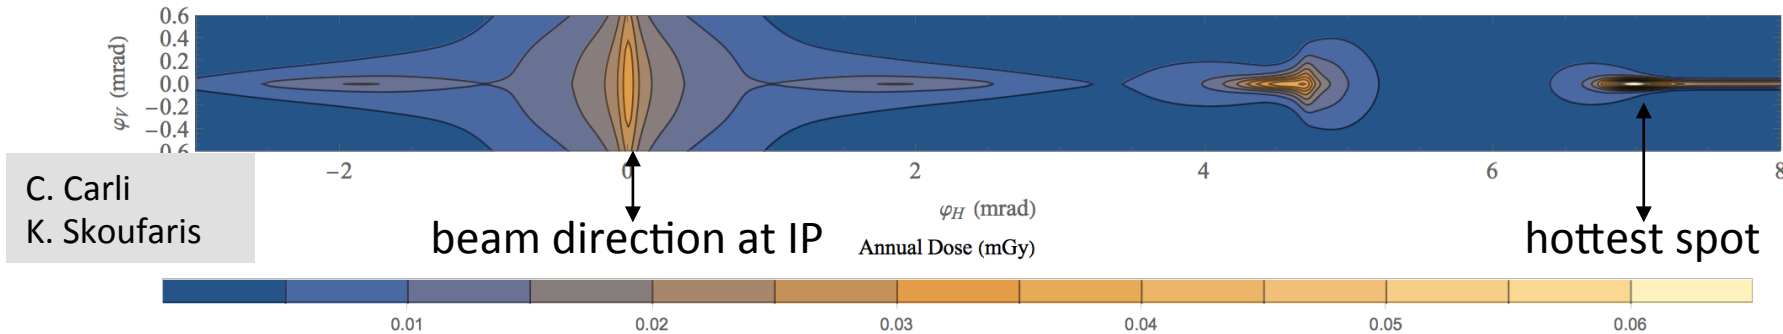 0.6
0.4
0.2
0.0
−0.2
−0.4
0.6
φV (mrad)
−2 0 2 4 6 8
φH (mrad)
C. Carli
K. Skoufaris
beam direction at IP
hottest spot
Annual Dose (mGy)
0.01 0.02 0.03 0.04 0.05 0.06